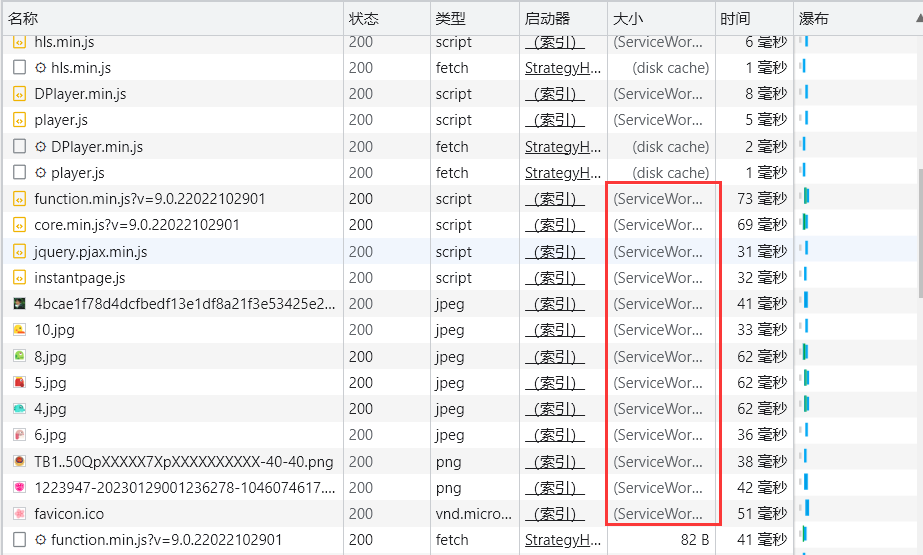 名称 状态 类型 启动器 大小 时间 瀑布
hls.min.js 200 script （索引） (ServiceWor... 6 毫秒
hls.min.js 200 fetch StrategyH... (disk cache) 1 毫秒
DPlayer.min.js 200 script （索引） (ServiceWor... 8 毫秒
player.js 200 script （索引） (ServiceWor... 5 毫秒
DPlayer.min.js 200 fetch StrategyH... (disk cache) 2 毫秒
player.js 200 fetch StrategyH... (disk cache) 1 毫秒
function.min.js?v=9.0.22022102901 200 script （索引） (ServiceWor... 73 毫秒
core.min.js?v=9.0.22022102901 200 script （索引） (ServiceWor... 69 毫秒
jquery.pjax.min.js 200 script （索引） (ServiceWor... 31 毫秒
instantpage.js 200 script （索引） (ServiceWor... 32 毫秒
4bcae1f78d4dcfbedf13e1df8a21f3e53425e2... 200 jpeg （索引） (ServiceWor... 41 毫秒
10.jpg 200 jpeg （索引） (ServiceWor... 33 毫秒
8.jpg 200 jpeg （索引） (ServiceWor... 62 毫秒
5.jpg 200 jpeg （索引） (ServiceWor... 62 毫秒
4.jpg 200 jpeg （索引） (ServiceWor... 62 毫秒
6.jpg 200 jpeg （索引） (ServiceWor... 36 毫秒
TB1..50QpXXXXX7XpXXXXXXXXXX-40-40.png 200 png （索引） (ServiceWor... 38 毫秒
1223947-20230129001236278-1046074617.... 200 png （索引） (ServiceWor... 42 毫秒
favicon.ico 200 vnd.micro... （索引） (ServiceWor... 51 毫秒
function.min.js?v=9.0.22022102901 200 fetch StrategyH... 82 B 41 毫秒